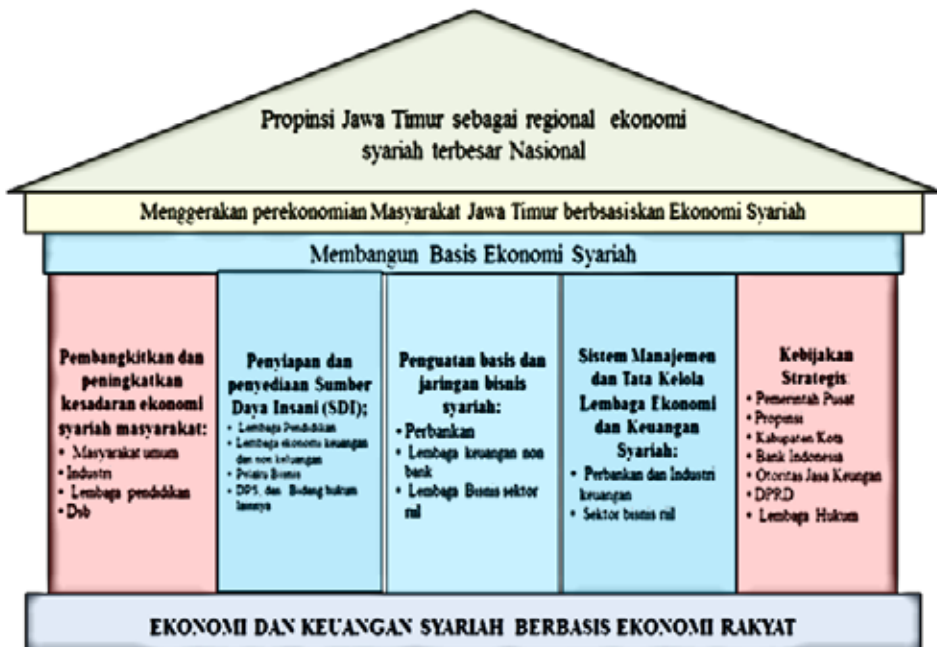 Propinsi Jawa Timur sebagai regional ekonomi
syariah terbesar Nasional
Menggerakan perekonomian Masyarakat Jawa Timur berbsasiskan Ekonomi Syariah
Membangun Basis Ekonomi Syariah
Pembangkitkan dan
peningkatkan
kesadaran ekonomi
syariah masyarakat:
• Masyarakat umum
• Industri
• Lembaga pendidikan
• Dsb
Penyiapan dan
penyediaan Sumber
Daya Insani (SDI);
• Lembaga Pendidikan
• Lembaga ekonomi keuangan
dan non keuangan
• Pelaku Bisnis
• DPS, dan Bidang hukum
lainnya
Penguatan basis dan
jaringan bisnis
syariah:
• Perbankan
• Lembaga keuangan non
bank
• Lembaga Bisnis sektor
riil
Sistem Manajemen
dan Tata Kelola
Lembaga Ekonomi
dan Keuangan
Syariah:
• Perbankan dan Industri
keuangan
• Sektor bisnis riil
Kebijakan
Strategis:
• Pemerintah Pusat
• Propinsi
• Kabupaten Kota
• Bank Indonesia
• Otoritas Jasa Keungan
• DPRD
• Lembaga Hukum
EKONOMI DAN KEUANGAN SYARIAH BERBASIS EKONOMI RAKYAT